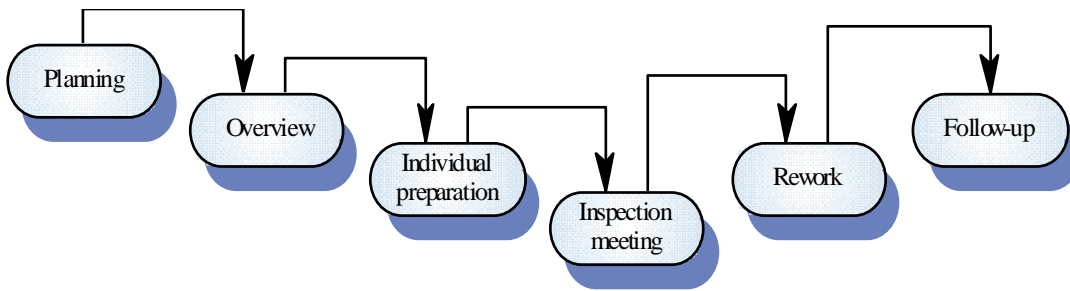 Planning
Overview
Individual
preparation
Inspection
meeting
Rework
Follow-up